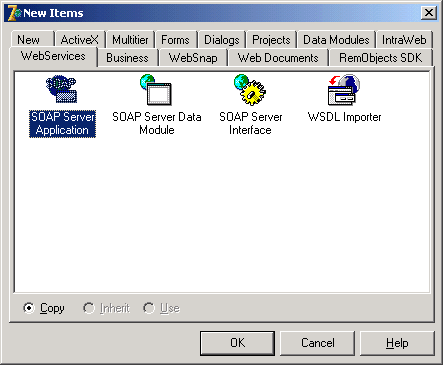 New Items
New ActiveX Multitier Forms Dialogs Projects Data Modules IntraWeb
WebServices Business WebSnap Web Documents RemObjects SDK
SOAP Server Application
SOAP Server Data Module
SOAP Server Interface
WSDL Importer
Copy Inherit Use
OK Cancel Help